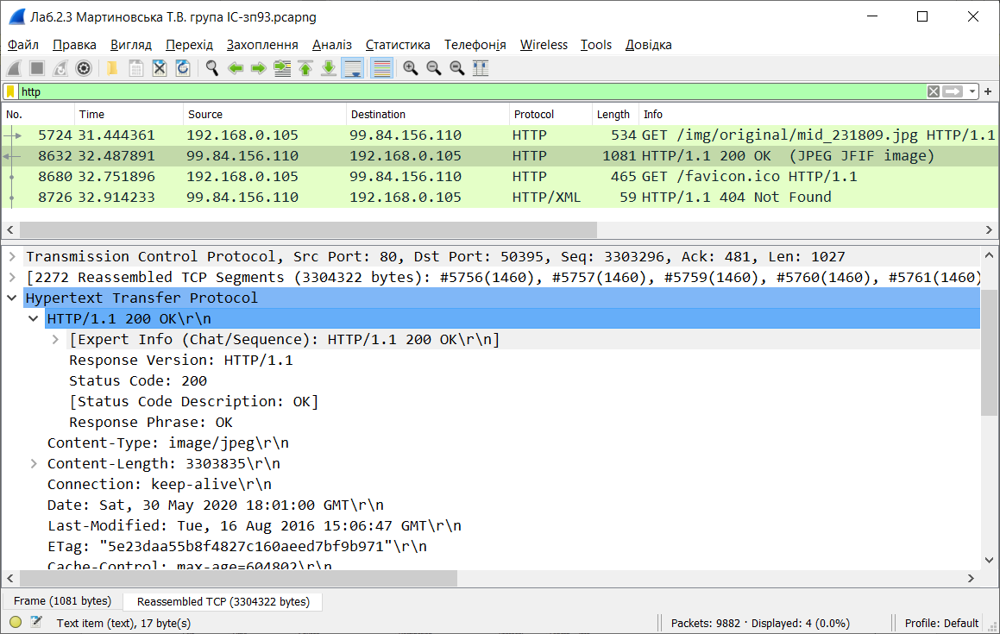 Лаб.2.3 Мартиновська Т.В. група ІС-зп93.pcapng
Файл Правка Вигляд Перехід Захоплення Аналіз Статистика Телефонія Wireless Tools Довідка
http
No. Time Source Destination Protocol Length Info
5724 31.444361 192.168.0.105 99.84.156.110 HTTP 534 GET /img/original/mid_231809.jpg HTTP/1.1
8632 32.487891 99.84.156.110 192.168.0.105 HTTP 1081 HTTP/1.1 200 OK (JPEG JFIF image)
8680 32.751896 192.168.0.105 99.84.156.110 HTTP 465 GET /favicon.ico HTTP/1.1
8726 32.914233 99.84.156.110 192.168.0.105 HTTP/XML 59 HTTP/1.1 404 Not Found
Transmission Control Protocol, Src Port: 80, Dst Port: 50395, Seq: 3303296, Ack: 481, Len: 1027
[2272 Reassembled TCP Segments (3304322 bytes): #5756(1460), #5757(1460), #5759(1460), #5760(1460), #5761(1460)
Hypertext Transfer Protocol
HTTP/1.1 200 OK\r\n
[Expert Info (Chat/Sequence): HTTP/1.1 200 OK\r\n]
Response Version: HTTP/1.1
Status Code: 200
[Status Code Description: OK]
Response Phrase: OK
Content-Type: image/jpeg\r\n
Content-Length: 3303835\r\n
Connection: keep-alive\r\n
Date: Sat, 30 May 2020 18:01:00 GMT\r\n
Last-Modified: Tue, 16 Aug 2016 15:06:47 GMT\r\n
ETag: "5e23daa55b8f4827c160aeed7bf9b971"\r\n
Cache-Control: max-age=604802\r\n
Frame (1081 bytes) Reassembled TCP (3304322 bytes)
Text item (text), 17 byte(s) Packets: 9882 · Displayed: 4 (0.0%) Profile: Default